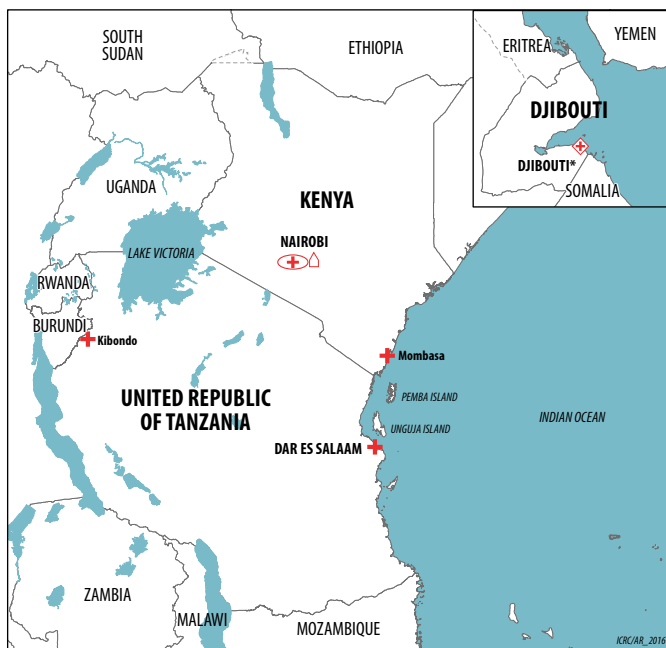 SOUTH
SUDAN
ETHIOPIA
ERITREA
YEMEN
DJIBOUTI
DJIBOUTI*
SOMALIA
UGANDA
KENYA
NAIROBI
LAKE VICTORIA
RWANDA
BURUNDI
Kibondo
Mombasa
UNITED REPUBLIC
OF TANZANIA
PEMBA ISLAND
INDIAN OCEAN
UNGUJA ISLAND
DAR ES SALAAM
ZAMBIA
MALAWI
MOZAMBIQUE
ICRC/AR_2016